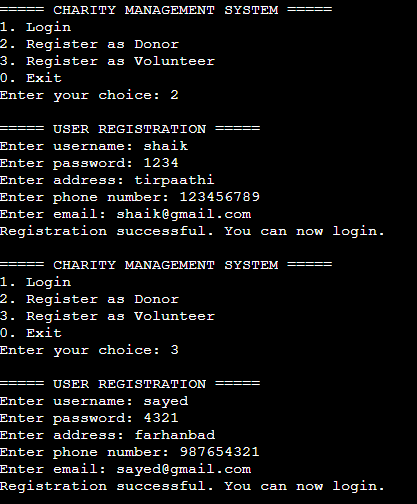 ===== CHARITY MANAGEMENT SYSTEM =====
1. Login
2. Register as Donor
3. Register as Volunteer
0. Exit
Enter your choice: 2

===== USER REGISTRATION =====
Enter username: shaik
Enter password: 1234
Enter address: tirpaathi
Enter phone number: 123456789
Enter email: shaik@gmail.com
Registration successful. You can now login.

===== CHARITY MANAGEMENT SYSTEM =====
1. Login
2. Register as Donor
3. Register as Volunteer
0. Exit
Enter your choice: 3

===== USER REGISTRATION =====
Enter username: sayed
Enter password: 4321
Enter address: farhanbad
Enter phone number: 987654321
Enter email: sayed@gmail.com
Registration successful. You can now login.